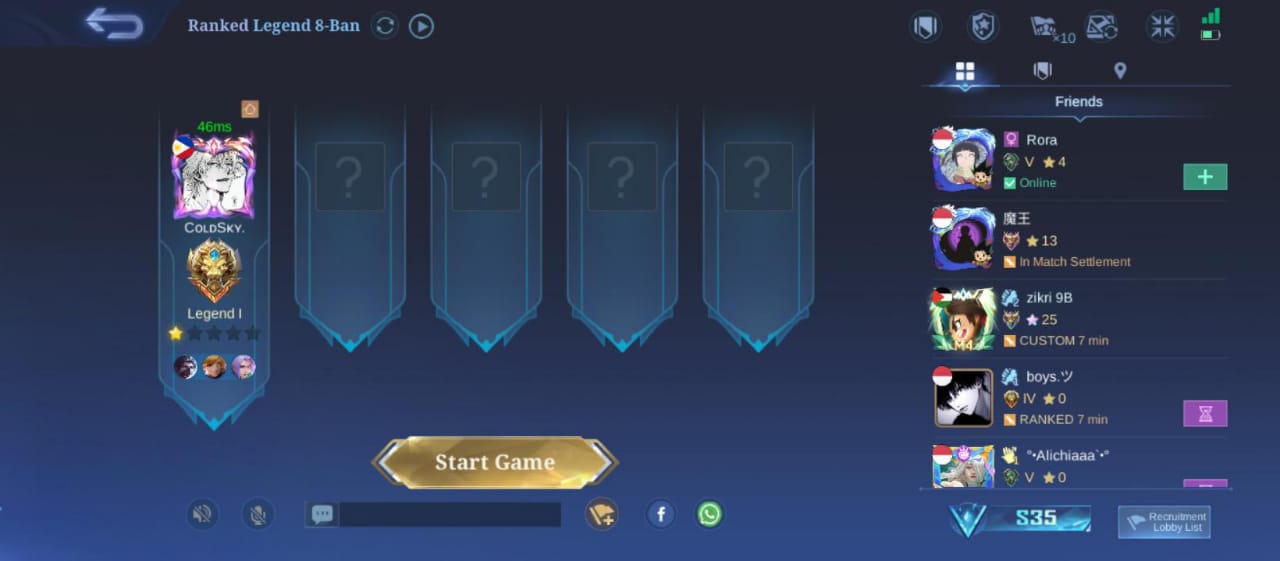 Ranked Legend 8-Ban
×10
Friends
46ms
COLDSKY.
Legend I
Rora
V ★4
Online
魔王
★13
In Match Settlement
zikri 9B
★25
CUSTOM 7 min
M4
boys.ツ
IV ★0
RANKED 7 min
°•Alichiaaa`•°
V ★0
? ? ? ?
Start Game
S35
Recruitment
Lobby List